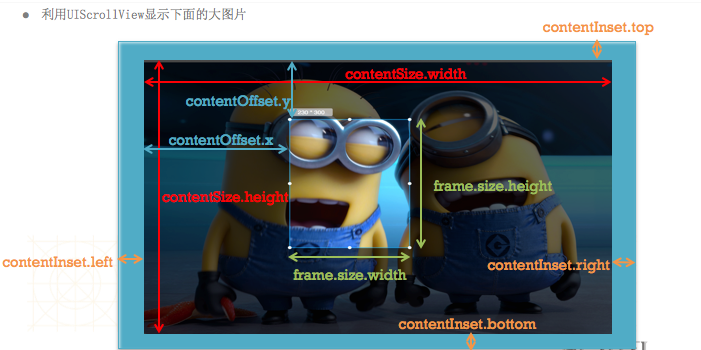 ● 利用UIScrollView显示下面的大图片
contentInset.top
contentSize.width
contentOffset.y
230 * 300
contentOffset.x
frame.size.height
contentSize.height
contentInset.left
contentInset.right
frame.size.width
contentInset.bottom